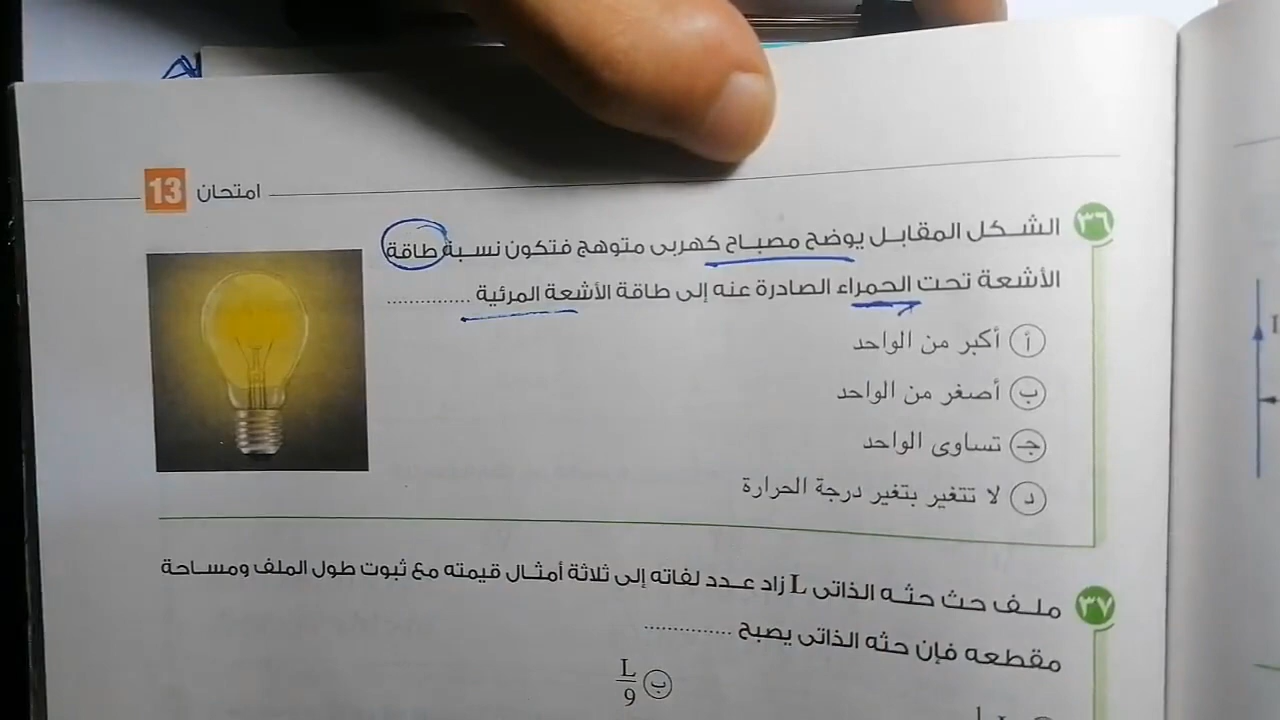 امتحان 13
٣٦ الشكل المقابل يوضح مصباح كهربى متوهج فتكون نسبة طاقة
الأشعة تحت الحمراء الصادرة عنه إلى طاقة الأشعة المرئية ..............
أ أكبر من الواحد
ب أصغر من الواحد
جـ تساوى الواحد
د لا تتغير بتغير درجة الحرارة
٣٧ ملف حث حثه الذاتى L زاد عدد لفاته إلى ثلاثة أمثال قيمته مع ثبوت طول الملف ومساحة
مقطعه فإن حثه الذاتى يصبح ..............
ب L/9